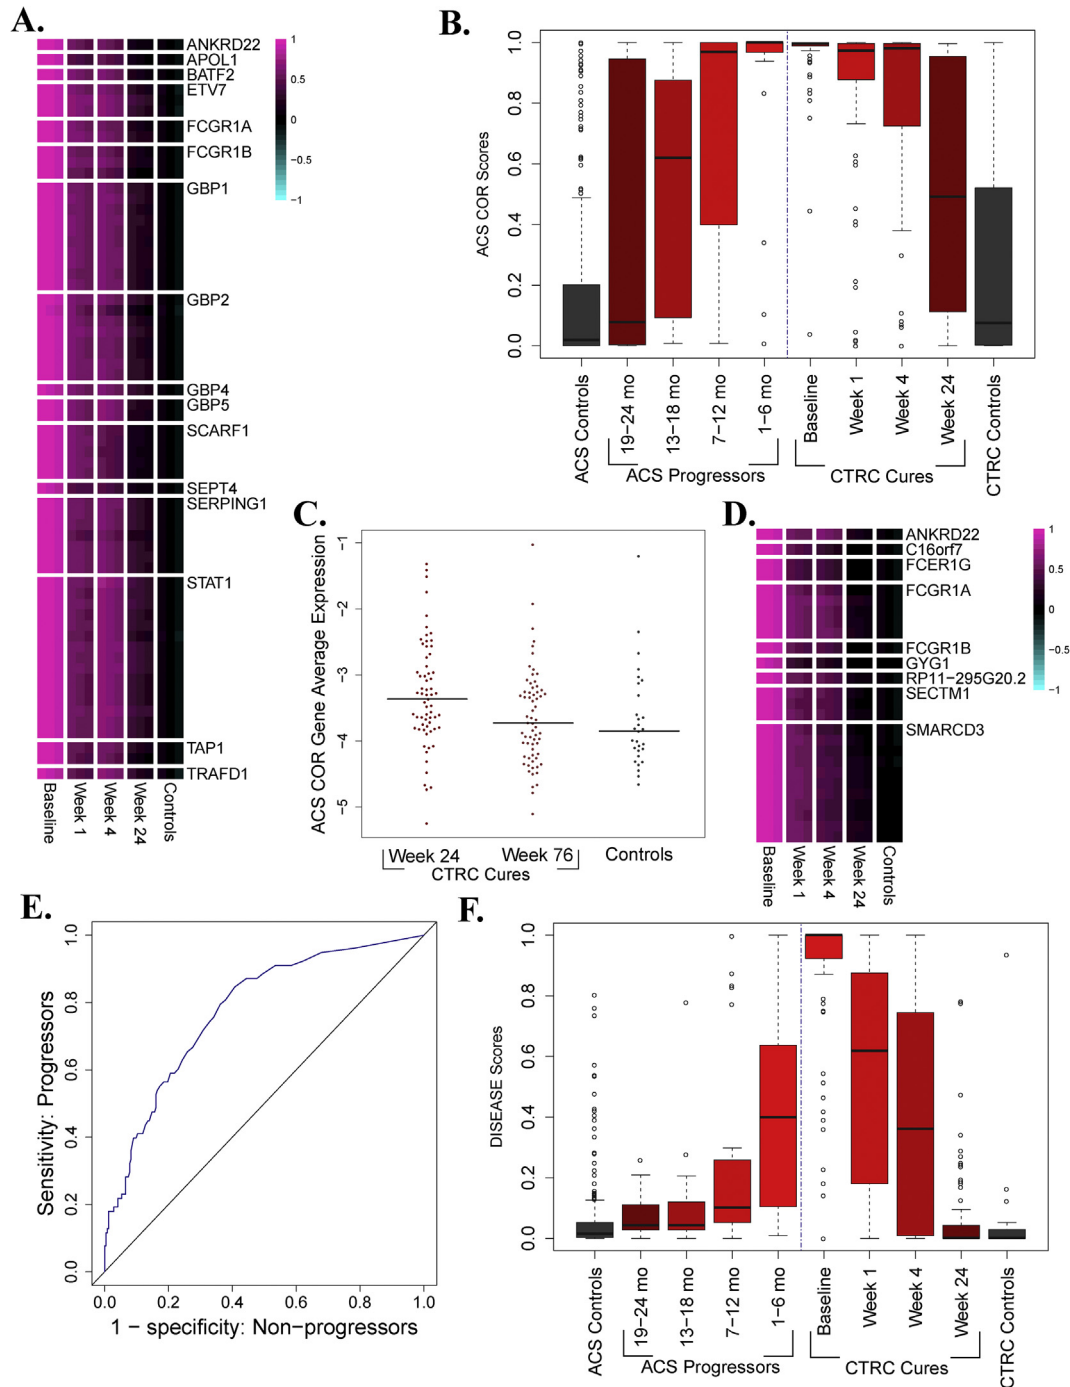 A.
ANKRD22
APOL1
BATF2
ETV7
FCGR1A
FCGR1B
GBP1
GBP2
GBP4
GBP5
SCARF1
SEPT4
SERPING1
STAT1
TAP1
TRAFD1
1
0.5
0
−0.5
−1
Baseline
Week 1
Week 4
Week 24
Controls
B.
ACS COR Scores
1.0
0.8
0.6
0.4
0.2
0.0
ACS Controls
19−24 mo
13−18 mo
7−12 mo
1−6 mo
Baseline
Week 1
Week 4
Week 24
CTRC Controls
ACS Progressors
CTRC Cures
C.
ACS COR Gene Average Expression
−1
−2
−3
−4
−5
Week 24
Week 76
Controls
CTRC Cures
D.
ANKRD22
C16orf7
FCER1G
FCGR1A
FCGR1B
GYG1
RP11−295G20.2
SECTM1
SMARCD3
1
0.5
0
−0.5
−1
Baseline
Week 1
Week 4
Week 24
Controls
E.
Sensitivity: Progressors
1.0
0.8
0.6
0.4
0.2
0.0
0.0
0.2
0.4
0.6
0.8
1.0
1 − specificity: Non−progressors
F.
DISEASE Scores
1.0
0.8
0.6
0.4
0.2
0.0
ACS Controls
19−24 mo
13−18 mo
7−12 mo
1−6 mo
Baseline
Week 1
Week 4
Week 24
CTRC Controls
ACS Progressors
CTRC Cures